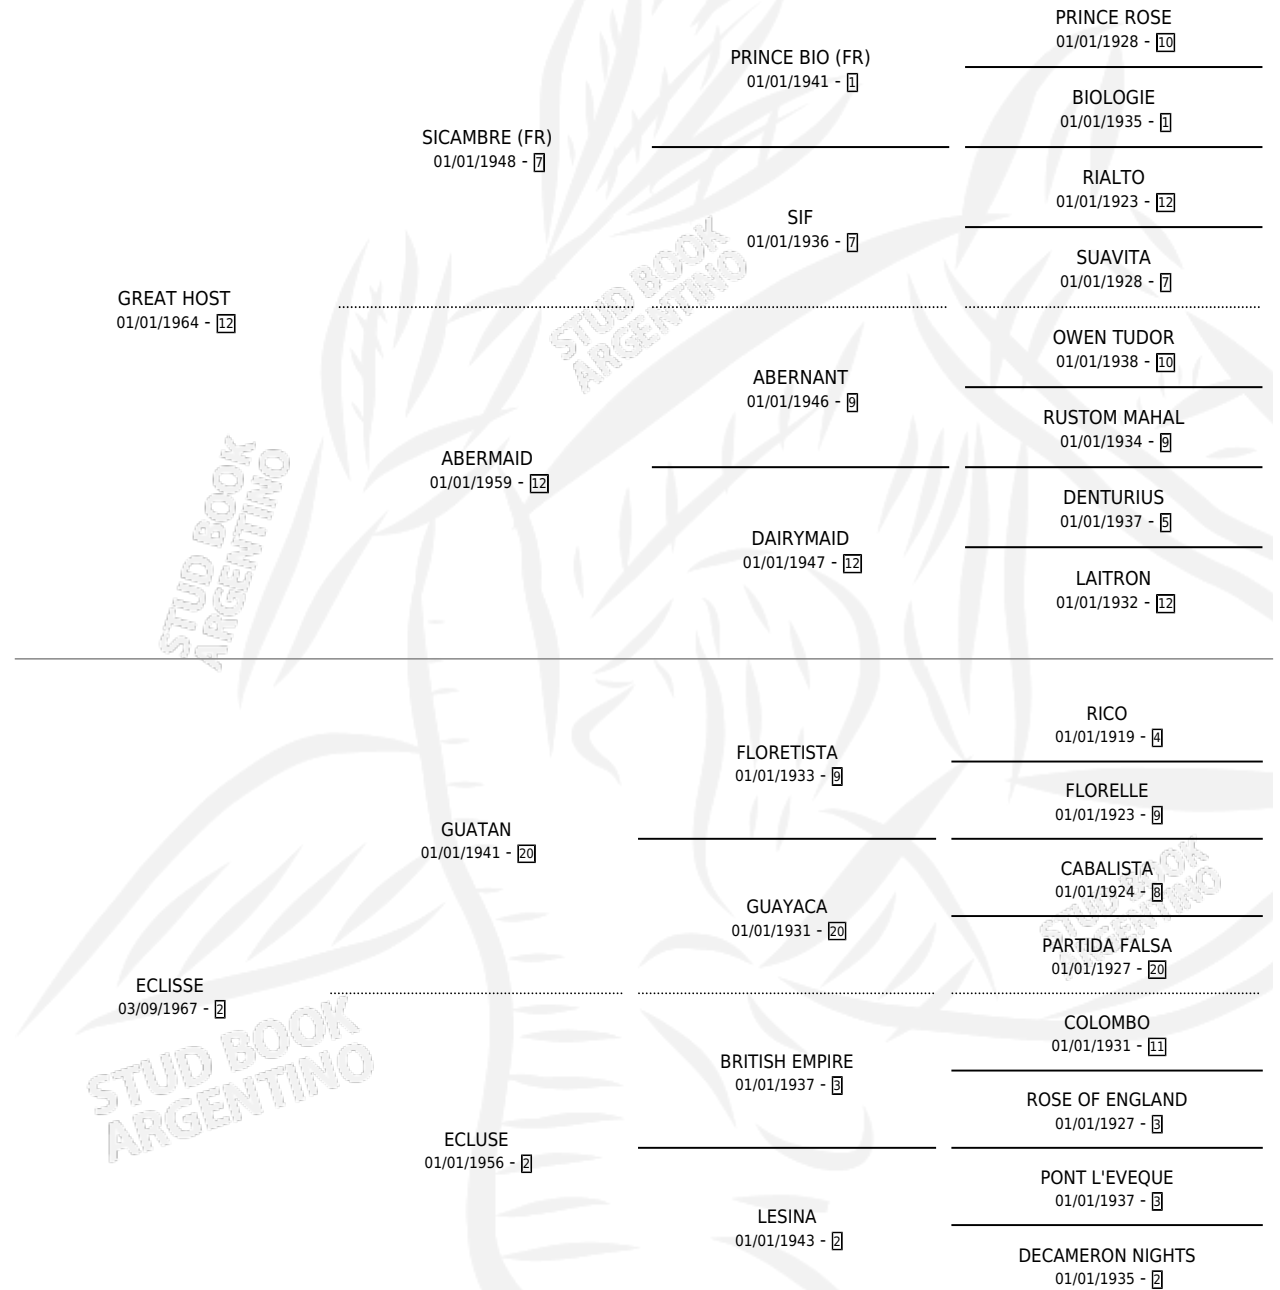 PRINCE ROSE
01/01/1928 - 10
PRINCE BIO (FR)
01/01/1941 - 1
BIOLOGIE
01/01/1935 - 1
SICAMBRE (FR)
01/01/1948 - 7
RIALTO
01/01/1923 - 12
SIF
01/01/1936 - 7
SUAVITA
01/01/1928 - 7
GREAT HOST
01/01/1964 - 12
STUD BOOK
ARGENTINO
OWEN TUDOR
01/01/1938 - 10
ABERNANT
01/01/1946 - 9
RUSTOM MAHAL
01/01/1934 - 9
ABERMAID
01/01/1959 - 12
DENTURIUS
01/01/1937 - 5
DAIRYMAID
01/01/1947 - 12
LAITRON
01/01/1932 - 12
STUD BOOK
ARGENTINO
RICO
01/01/1919 - 4
FLORETISTA
01/01/1933 - 9
FLORELLE
01/01/1923 - 9
GUATAN
01/01/1941 - 20
CABALISTA
01/01/1924 - 8
GUAYACA
01/01/1931 - 20
STUD BOOK
ARGENTINO
PARTIDA FALSA
01/01/1927 - 20
ECLISSE
03/09/1967 - 2
COLOMBO
01/01/1931 - 11
BRITISH EMPIRE
01/01/1937 - 3
STUD BOOK
ARGENTINO
ROSE OF ENGLAND
01/01/1927 - 3
ECLUSE
01/01/1956 - 2
PONT L'EVEQUE
01/01/1937 - 3
LESINA
01/01/1943 - 2
DECAMERON NIGHTS
01/01/1935 - 2